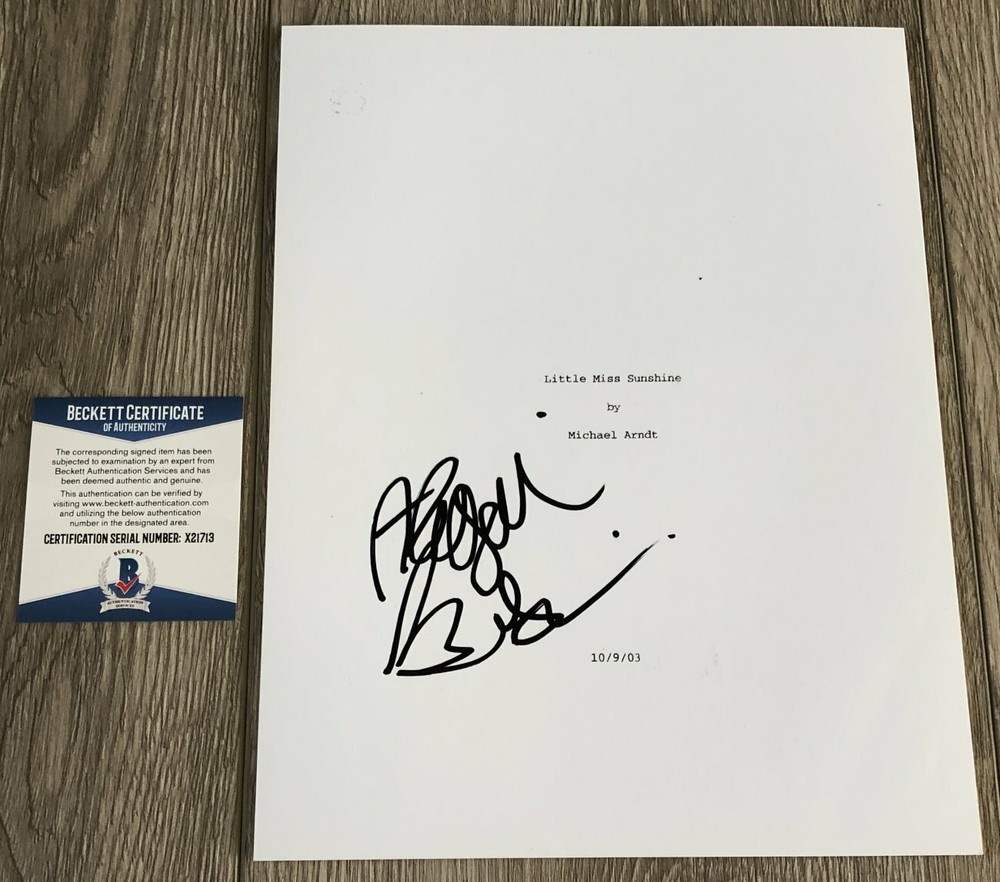 BECKETT CERTIFICATE
OF AUTHENTICITY
The corresponding signed item has been
subjected to examination by an expert from
Beckett Authentication Services and has
been deemed authentic and genuine.
This authentication can be verified by
visiting www.beckett-authentication.com
and utilizing the below authentication
number in the designated area.
CERTIFICATION SERIAL NUMBER: X21713
BECKETT
B
AUTHENTICATION
SERVICES
Little Miss Sunshine
by
Michael Arndt
10/9/03